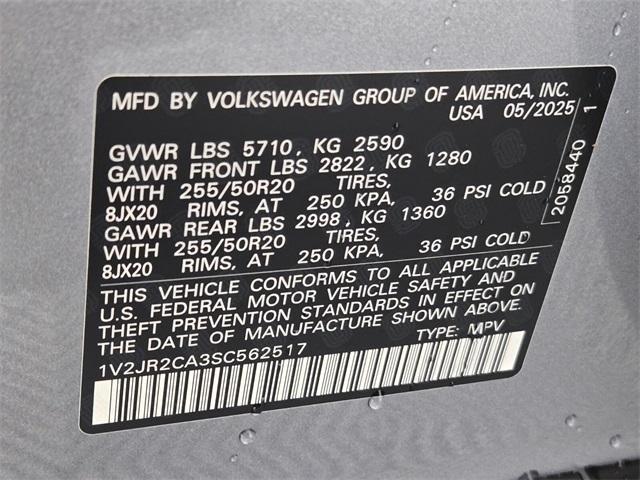 MFD BY VOLKSWAGEN GROUP OF AMERICA, INC.
USA 05/2025
GVWR LBS 5710, KG 2590
GAWR FRONT LBS 2822, KG 1280
WITH 255/50R20 TIRES,
8JX20 RIMS, AT 250 KPA, 36 PSI COLD
GAWR REAR LBS 2998, KG 1360
WITH 255/50R20 TIRES,
8JX20 RIMS, AT 250 KPA, 36 PSI COLD
THIS VEHICLE CONFORMS TO ALL APPLICABLE
U.S. FEDERAL MOTOR VEHICLE SAFETY AND
THEFT PREVENTION STANDARDS IN EFFECT ON
THE DATE OF MANUFACTURE SHOWN ABOVE.
1V2JR2CA3SC562517 TYPE: MPV
2058440 1